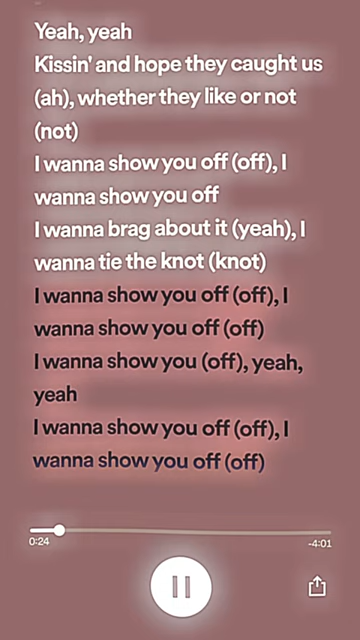 Yeah, yeah
Kissin' and hope they caught us
(ah), whether they like or not
(not)
I wanna show you off (off), I
wanna show you off
I wanna brag about it (yeah), I
wanna tie the knot (knot)
I wanna show you off (off), I
wanna show you off (off)
I wanna show you (off), yeah,
yeah
I wanna show you off (off), I
wanna show you off (off)
0:24
-4:01